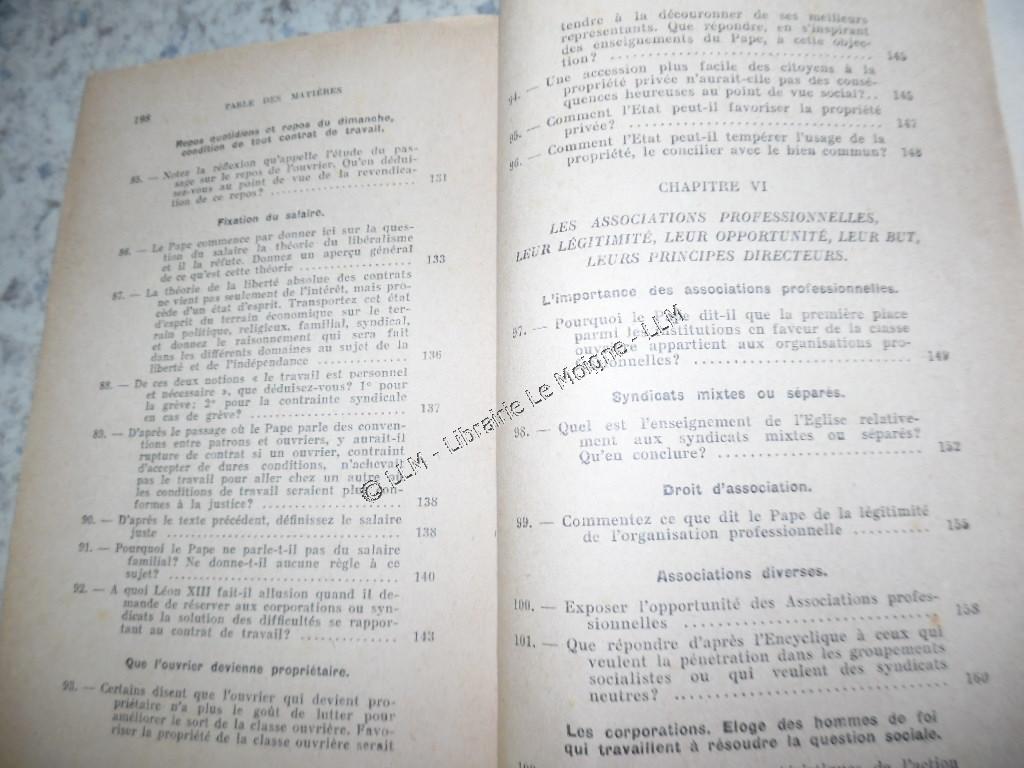 198
TABLE DES MATIÈRES
Repos quotidiens et repos du dimanche,
condition de tout contrat de travail.
85. — Notez la réflexion qu'appelle l'étude du pas-
sage sur le repos de l'ouvrier. Qu'en dédui-
sez-vous au point de vue de la revendica-
tion de ce repos? .................... 131
Fixation du salaire.
86. — Le Pape commence par donner ici sur la ques-
tion du salaire la théorie du libéralisme
et il la réfute. Donnez un aperçu général
de ce qu'est cette théorie ............... 133
87. — La théorie de la liberté absolue des contrats
ne vient pas seulement de l'intérêt, mais pro-
cède d'un état d'esprit. Transportez cet état
d'esprit du terrain économique sur le ter-
rain politique, religieux, familial, syndical,
et donnez le raisonnement qui sera fait
dans les différents domaines au sujet de la
liberté et de l'indépendance ............. 136
88. — De ces deux notions « le travail est personnel
et nécessaire », que déduisez-vous? 1° pour
la grève; 2° pour la contrainte syndicale
en cas de grève? ...................... 137
89. — D'après le passage où le Pape parle des conven-
tions entre patrons et ouvriers, y aurait-il
rupture de contrat si un ouvrier, contraint
d'accepter de dures conditions, n'achevait
pas le travail pour aller chez un autre où
les conditions de travail seraient plus con-
formes à la justice? .................... 138
90. — D'après le texte précédent, définissez le salaire
juste .............................. 138
91. — Pourquoi le Pape ne parle-t-il pas du salaire
familial? Ne donne-t-il aucune règle à ce
sujet? .............................. 140
92. — A quoi Léon XIII fait-il allusion quand il de-
mande de réserver aux corporations ou syn-
dicats la solution des difficultés se rappor-
tant au contrat de travail? .............. 143
Que l'ouvrier devienne propriétaire.
93. — Certains disent que l'ouvrier qui devient pro-
priétaire n'a plus le goût de lutter pour
améliorer le sort de la classe ouvrière. Favo-
riser la propriété de la classe ouvrière serait
tendre à la découronner de ses meilleurs
représentants. Que répondre, en s'inspirant
des enseignements du Pape, à cette objec-
tion? .............................. 145
94. — Une accession plus facile des citoyens à la
propriété privée n'aurait-elle pas des consé-
quences heureuses au point de vue social?.. 145
95. — Comment l'Etat peut-il favoriser la propriété
privée? .............................. 147
96. — Comment l'Etat peut-il tempérer l'usage de la
propriété, le concilier avec le bien commun? 148
CHAPITRE VI
LES ASSOCIATIONS PROFESSIONNELLES,
LEUR LÉGITIMITÉ, LEUR OPPORTUNITÉ, LEUR BUT,
LEURS PRINCIPES DIRECTEURS.
L'importance des associations professionnelles.
97. — Pourquoi le Pape dit-il que la première place
parmi les institutions en faveur de la classe
ouvrière appartient aux organisations pro-
fessionnelles? ........................ 149
Syndicats mixtes ou séparés.
98. — Quel est l'enseignement de l'Eglise relative-
ment aux syndicats mixtes ou séparés?
Qu'en conclure? ...................... 152
Droit d'association.
99. — Commentez ce que dit le Pape de la légitimité
de l'organisation professionnelle .......... 155
Associations diverses.
100. — Exposer l'opportunité des Associations profes-
sionnelles .......................... 158
101. — Que répondre d'après l'Encyclique à ceux qui
veulent la pénétration dans les groupements
socialistes ou qui veulent des syndicats
neutres? .......................... 160
Les corporations. Eloge des hommes de foi
qui travaillent à résoudre la question sociale.
de l'action
© LLM - Librairie Le Moigne - LLM